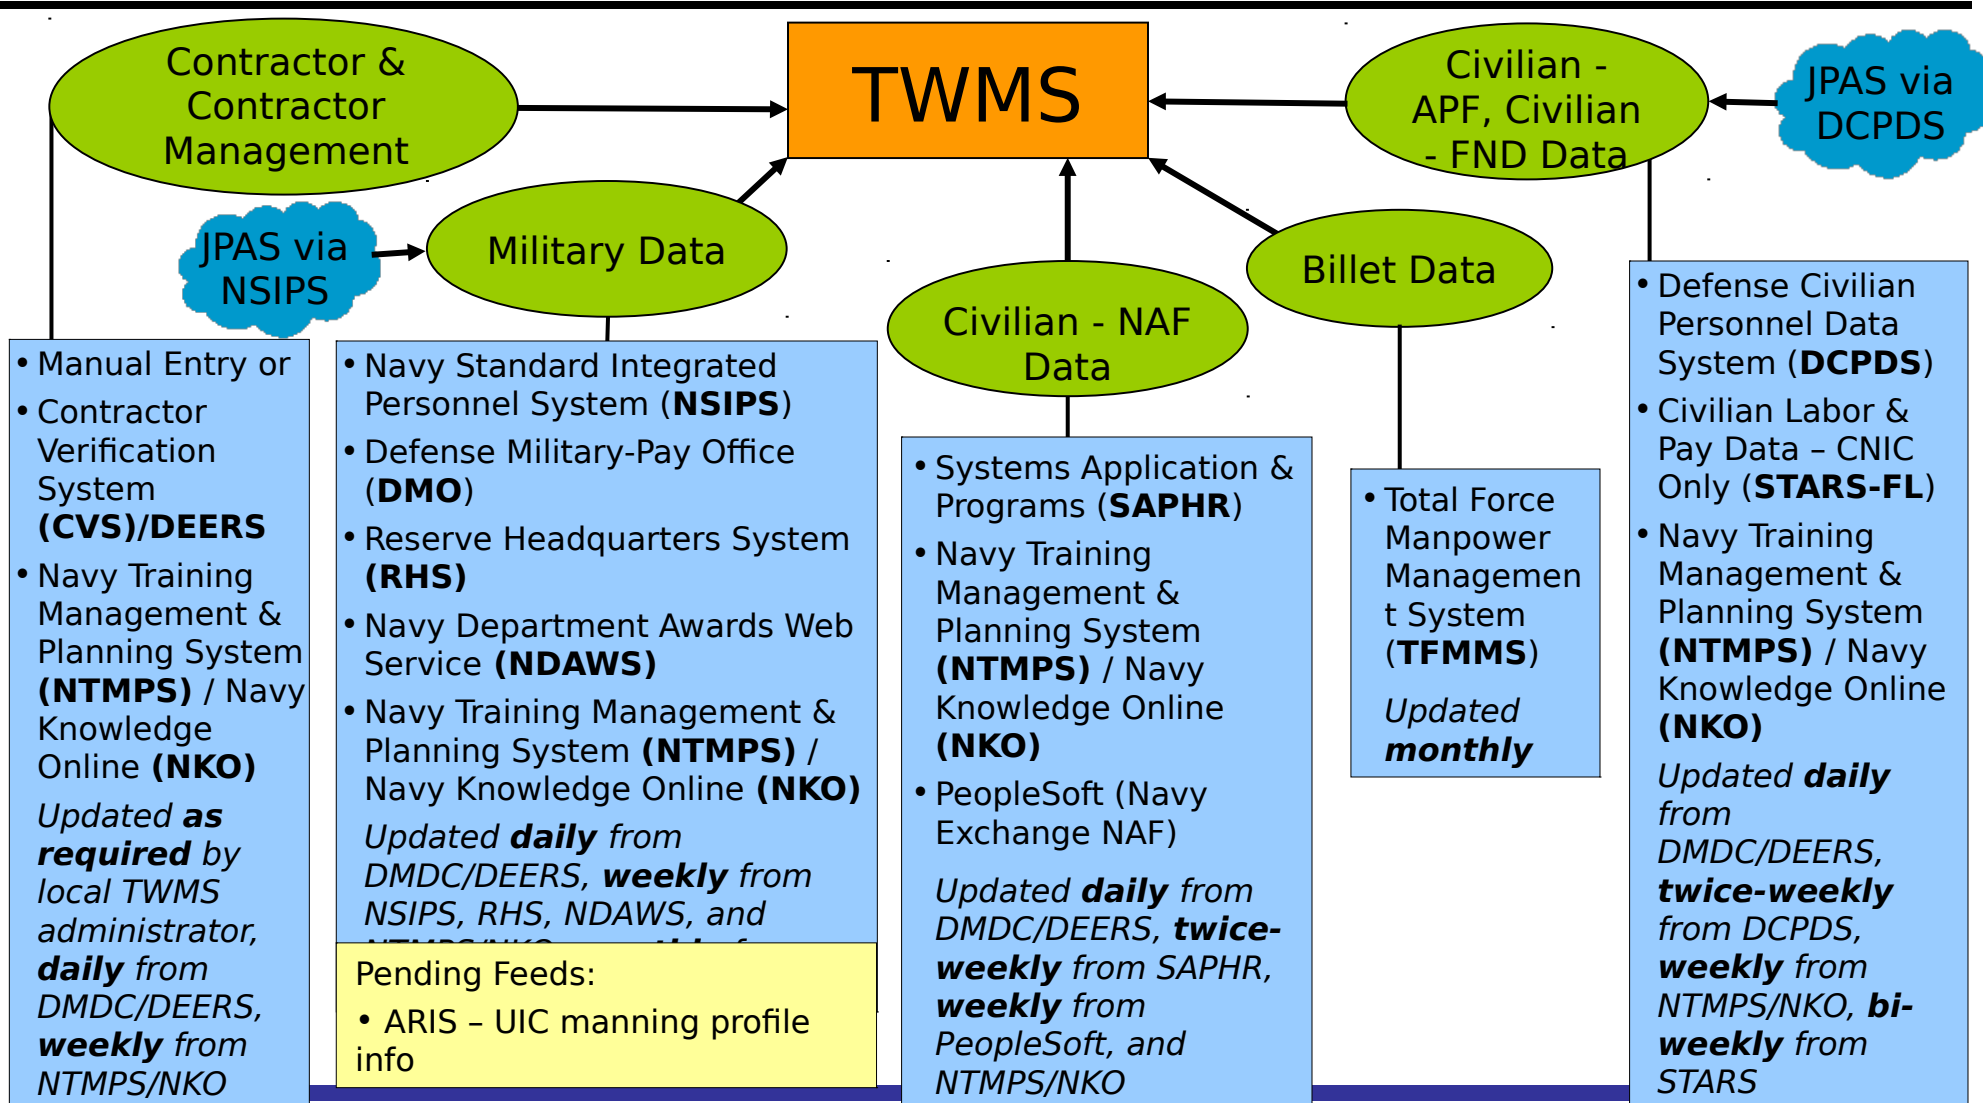 Contractor &
Contractor
Management
TWMS
Civilian -
APF, Civilian
- FND Data
JPAS via
DCPDS
JPAS via
NSIPS
Military Data
Civilian - NAF
Data
Billet Data
• Manual Entry or
• Contractor
Verification
System
(CVS)/DEERS
• Navy Training
Management &
Planning System
(NTMPS) / Navy
Knowledge
Online (NKO)
Updated as
required by
local TWMS
administrator,
daily from
DMDC/DEERS,
weekly from
NTMPS/NKO
• Navy Standard Integrated
Personnel System (NSIPS)
• Defense Military-Pay Office
(DMO)
• Reserve Headquarters System
(RHS)
• Navy Department Awards Web
Service (NDAWS)
• Navy Training Management &
Planning System (NTMPS) /
Navy Knowledge Online (NKO)
Updated daily from
DMDC/DEERS, weekly from
NSIPS, RHS, NDAWS, and
Pending Feeds:
• ARIS – UIC manning profile
info
• Systems Application &
Programs (SAPHR)
• Navy Training
Management &
Planning System
(NTMPS) / Navy
Knowledge Online
(NKO)
• PeopleSoft (Navy
Exchange NAF)
Updated daily from
DMDC/DEERS, twice-
weekly from SAPHR,
weekly from
PeopleSoft, and
NTMPS/NKO
• Total Force
Manpower
Managemen
t System
(TFMMS)
Updated
monthly
• Defense Civilian
Personnel Data
System (DCPDS)
• Civilian Labor &
Pay Data – CNIC
Only (STARS-FL)
• Navy Training
Management &
Planning System
(NTMPS) / Navy
Knowledge Online
(NKO)
Updated daily
from
DMDC/DEERS,
twice-weekly
from DCPDS,
weekly from
NTMPS/NKO, bi-
weekly from
STARS